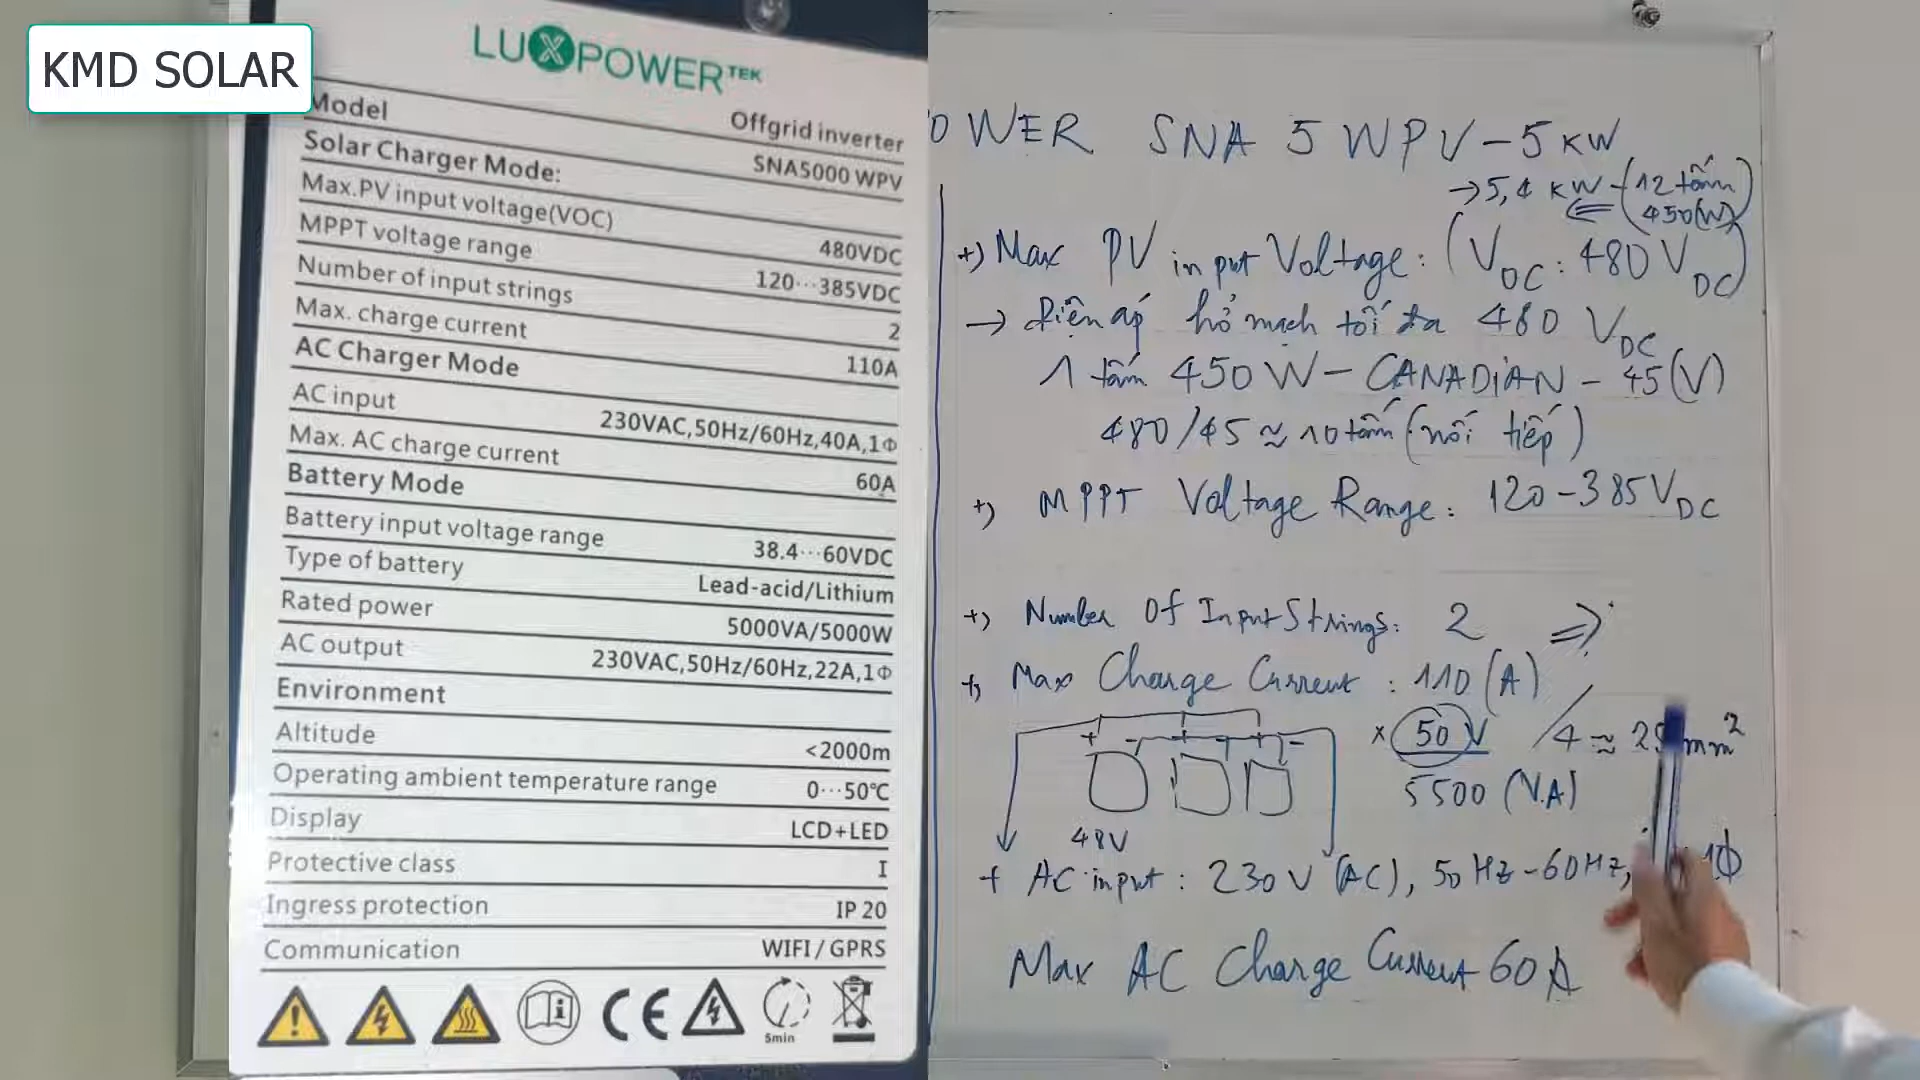 KMD SOLAR
LUXPOWER TEK
Model Offgrid inverter
SNA5000 WPV
Solar Charger Mode:
Max.PV input voltage(VOC) 480VDC
MPPT voltage range 120···385VDC
Number of input strings 2
Max. charge current 110A
AC Charger Mode
AC input 230VAC,50Hz/60Hz,40A,1Φ
Max. AC charge current 60A
Battery Mode
Battery input voltage range 38.4···60VDC
Type of battery Lead-acid/Lithium
Rated power 5000VA/5000W
AC output 230VAC,50Hz/60Hz,22A,1Φ
Environment
Altitude <2000m
Operating ambient temperature range 0···50℃
Display LCD+LED
Protective class I
Ingress protection IP 20
Communication WIFI / GPRS
CE
5min
OWER SNA 5 WPV - 5 KW
→ 5,4 KW - (12 tấm
450(W))
+) Max PV input Voltage: (VOC: 480 VDC)
→ Điện áp hở mạch tối đa 480 VDC
1 tấm 450 W - CANADIAN - 45 (V)
480/45 ≈ 10 tấm (nối tiếp)
+) MPPT Voltage Range: 120-385VDC
+) Number Of Input Strings: 2 ⇒
+) Max Charge Current : 110 (A)
+ - + - + -
x 50 V / 4 ≈ mm²
5500 (V.A)
48V
+ AC input : 230 V (AC), 50 Hz - 60 Hz, 1Φ
Max AC Charge Current 60 A